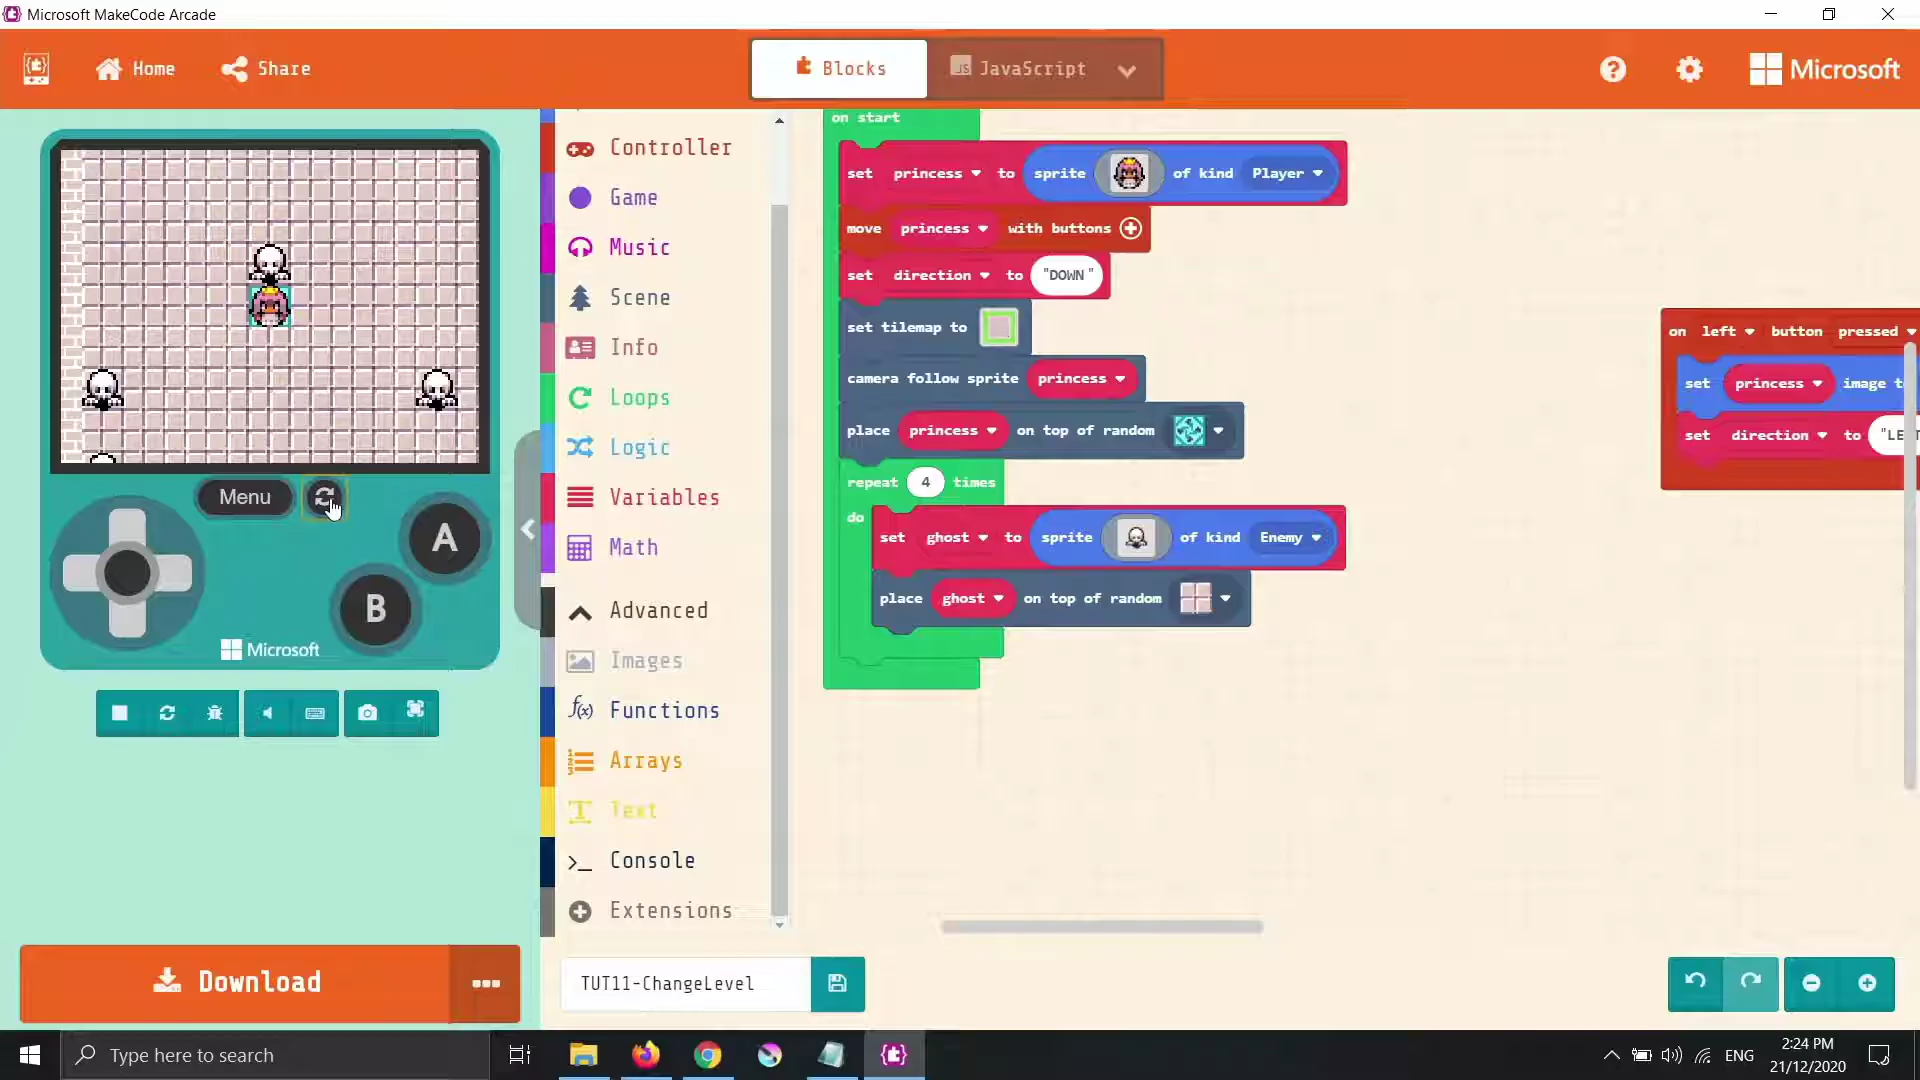 Microsoft MakeCode Arcade
Home
Share
Blocks
JavaScript
Microsoft
Menu
A
B
Microsoft
Download
Controller
Game
Music
Scene
Info
Loops
Logic
Variables
Math
Advanced
Images
Functions
Arrays
Text
Console
Extensions
on start
set princess to sprite of kind Player
move princess with buttons
set direction to "DOWN"
set tilemap to
camera follow sprite princess
place princess on top of random
repeat 4 times
do
set ghost to sprite of kind Enemy
place ghost on top of random
on left button pressed
set princess image
set direction to
TUT11-ChangeLevel
Type here to search
ENG
2:24 PM
21/12/2020